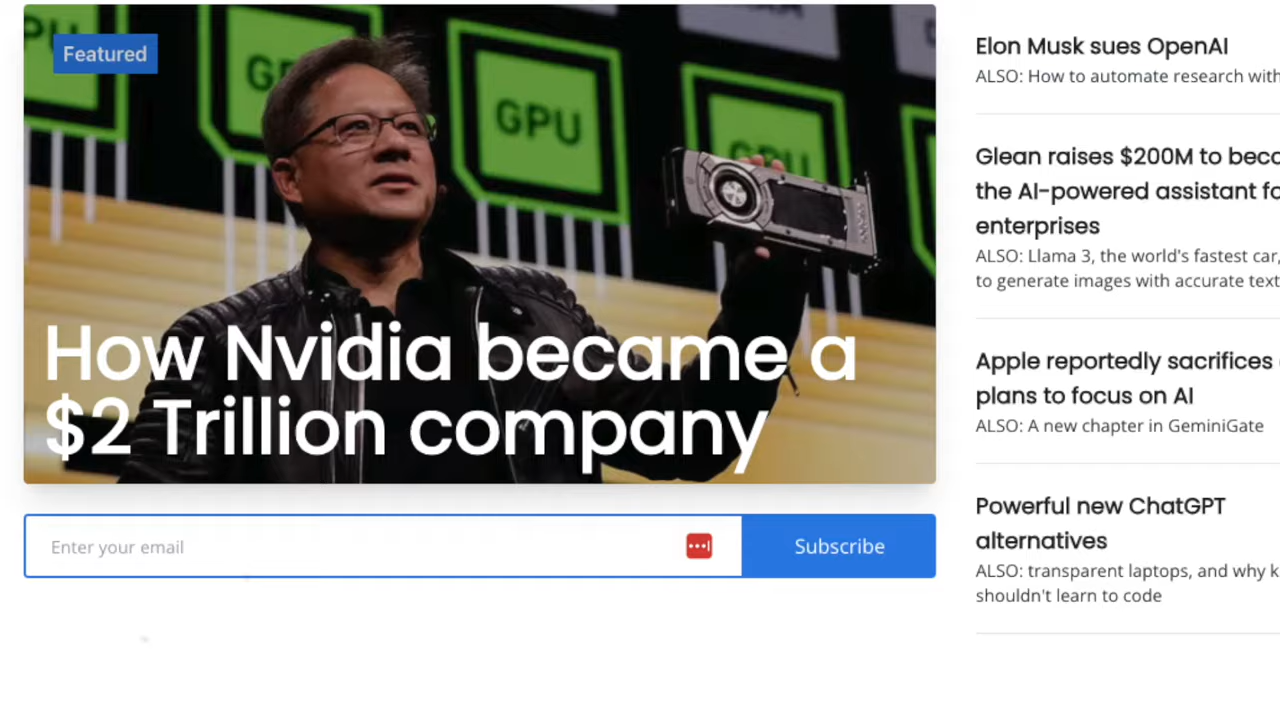 Featured
GPU
GPU
GPU
How Nvidia became a
$2 Trillion company
Enter your email
Subscribe
Elon Musk sues OpenAI
ALSO: How to automate research with
Glean raises $200M to
the AI-powered assistant
enterprises
ALSO: Llama 3, the world's fastest car,
to generate images with accurate text
Apple reportedly sacrifices
plans to focus on AI
ALSO: A new chapter in GeminiGate
Powerful new ChatGPT
alternatives
ALSO: transparent laptops, and why
shouldn't learn to code